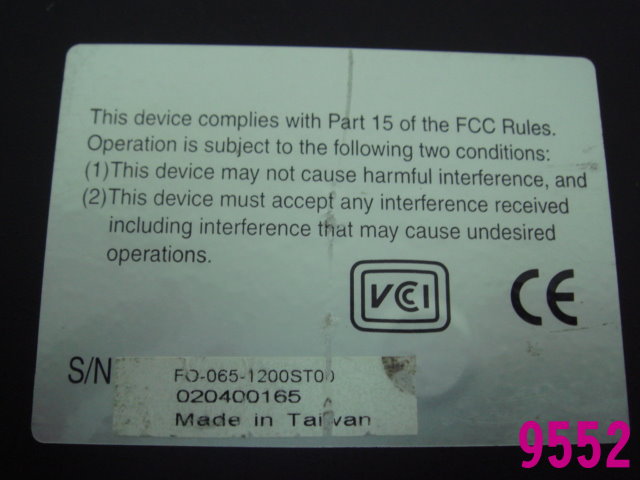 This device complies with Part 15 of the FCC Rules.
Operation is subject to the following two conditions:
(1)This device may not cause harmful interference, and
(2)This device must accept any interference received
including interference that may cause undesired
operations.
VCCI
CE
S/N
FO-065-1200ST00
020400165
Made in Taiwan
9552